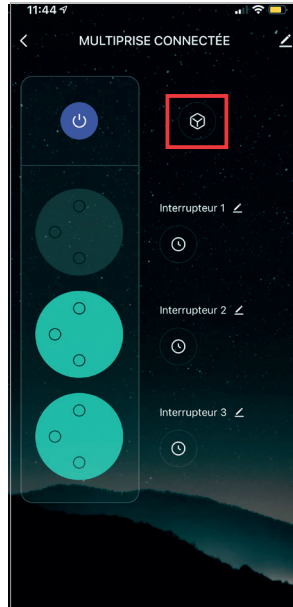 11:44
MULTIPRISE CONNECTÉE
Interrupteur 1
Interrupteur 2
Interrupteur 3